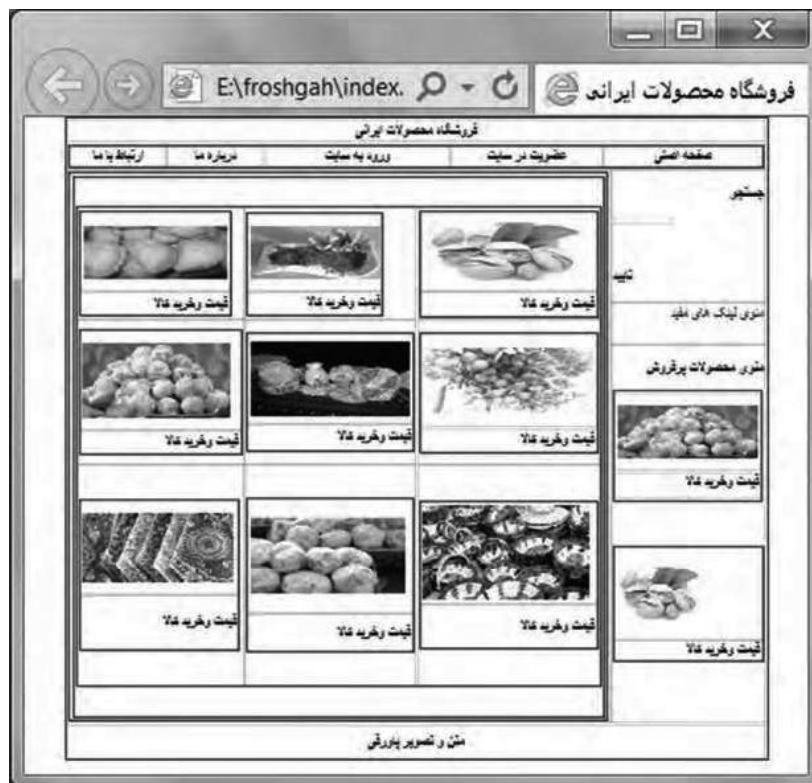 E:\froshgah\index.
فروشگاه محصولات ایرانی
فروشگاه محصولات ایرانی
صفحه اصلی
عضویت در سایت
ورود به سایت
درباره ما
ارتباط با ما
جستجو
تایید
منوی لینک های مفید
منوی محصولات پرفروش
قیمت وخرید کالا
قیمت وخرید کالا
قیمت وخرید کالا
قیمت وخرید کالا
قیمت وخرید کالا
قیمت وخرید کالا
قیمت وخرید کالا
قیمت وخرید کالا
قیمت وخرید کالا
قیمت وخرید کالا
قیمت وخرید کالا
متن و تصویر پاورقی